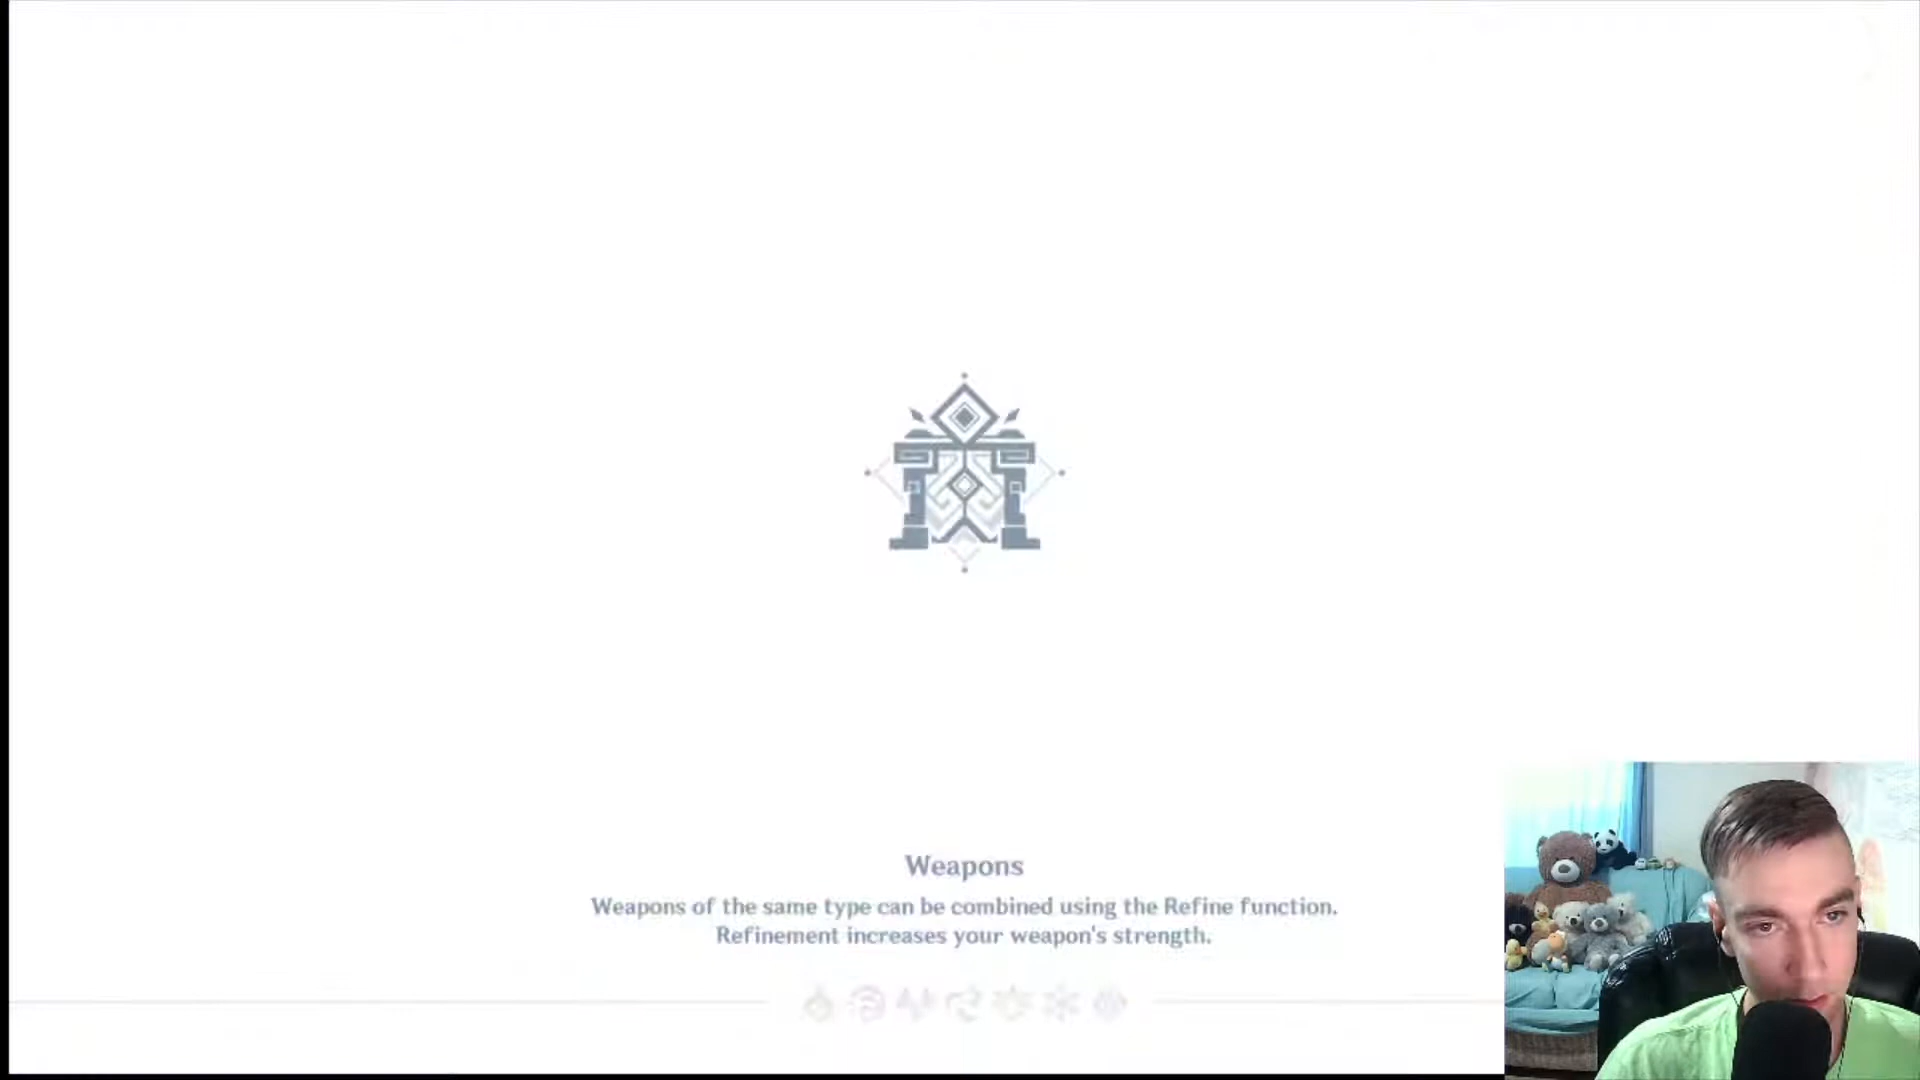 Weapons
Weapons of the same type can be combined using the Refine function.
Refinement increases your weapon's strength.